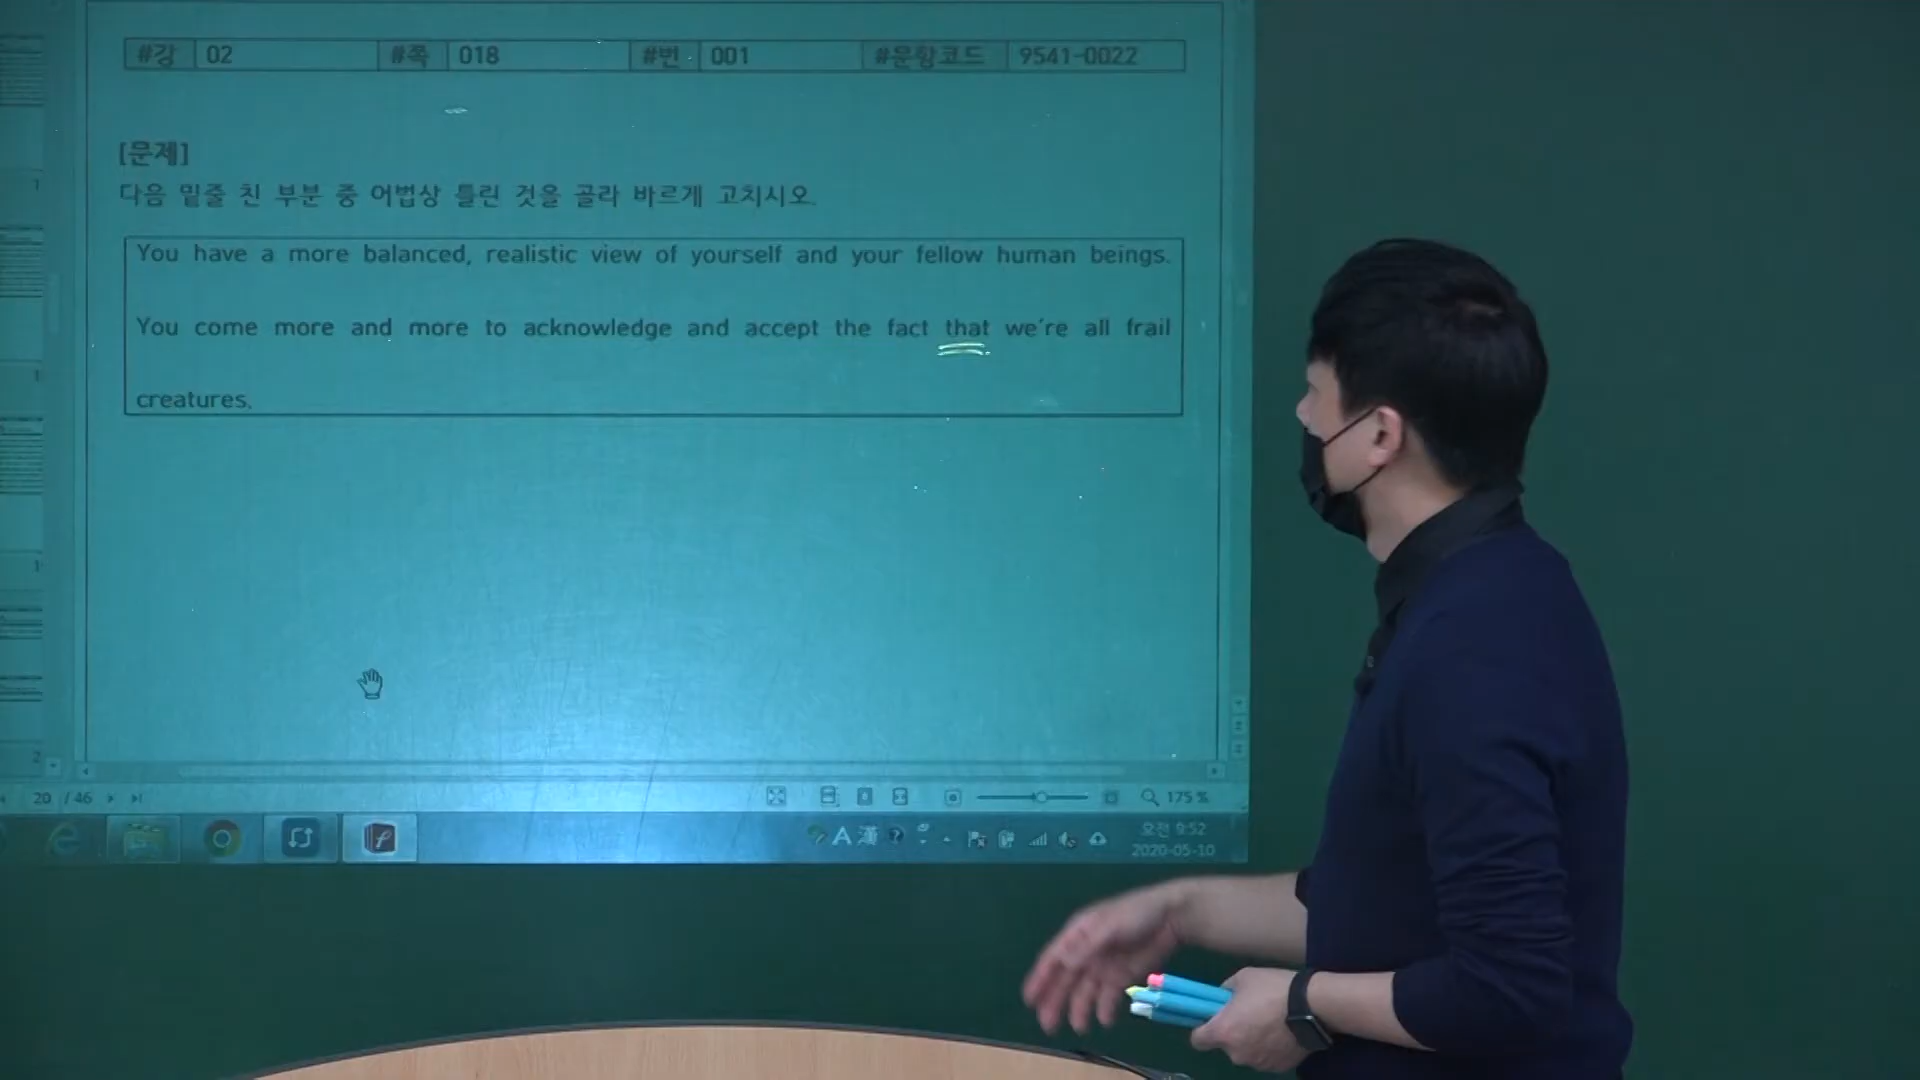 #강 02 #쪽 018 #번 001 #문항코드 9541-0022
[문제]
다음 밑줄 친 부분 중 어법상 틀린 것을 골라 바르게 고치시오.
You have a more balanced, realistic view of yourself and your fellow human beings.
You come more and more to acknowledge and accept the fact that we're all frail
creatures.
20 / 46
175 %
A 漢
오전 9:52
2020-05-10